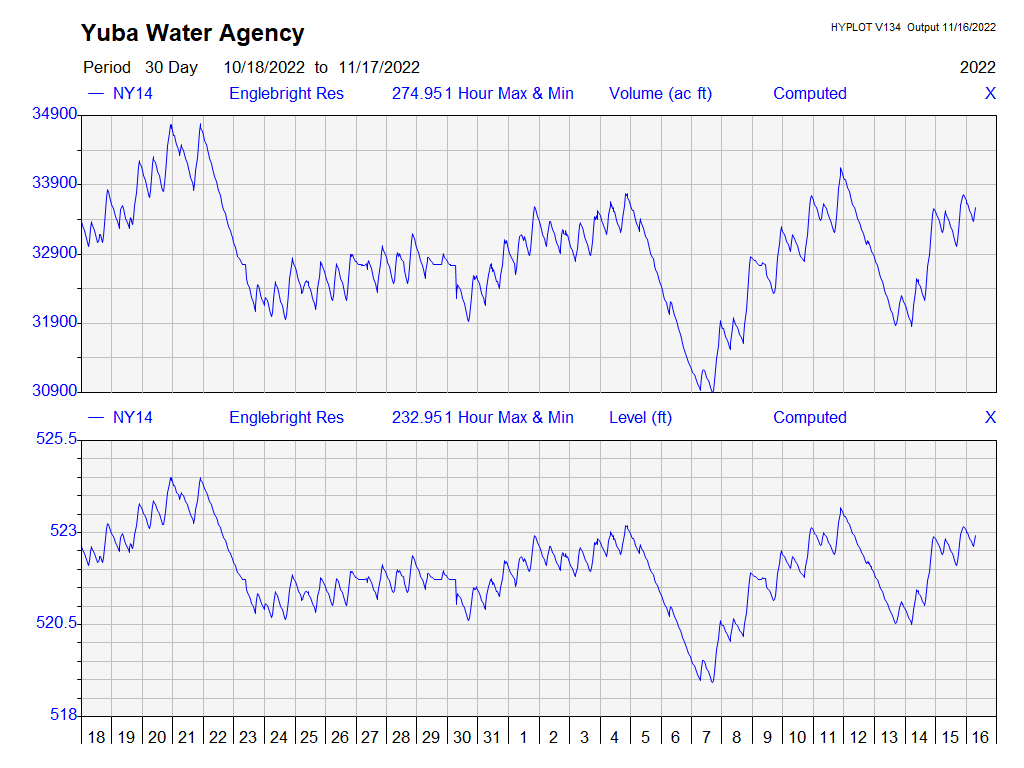 Yuba Water Agency
HYPLOT V134 Output 11/16/2022
Period 30 Day 10/18/2022 to 11/17/2022 2022
NY14 Englebright Res 274.951 Hour Max & Min Volume (ac ft) Computed X
34900
33900
32900
31900
30900
NY14 Englebright Res 232.951 Hour Max & Min Level (ft) Computed X
525.5
523
520.5
518
18 19 20 21 22 23 24 25 26 27 28 29 30 31 1 2 3 4 5 6 7 8 9 10 11 12 13 14 15 16